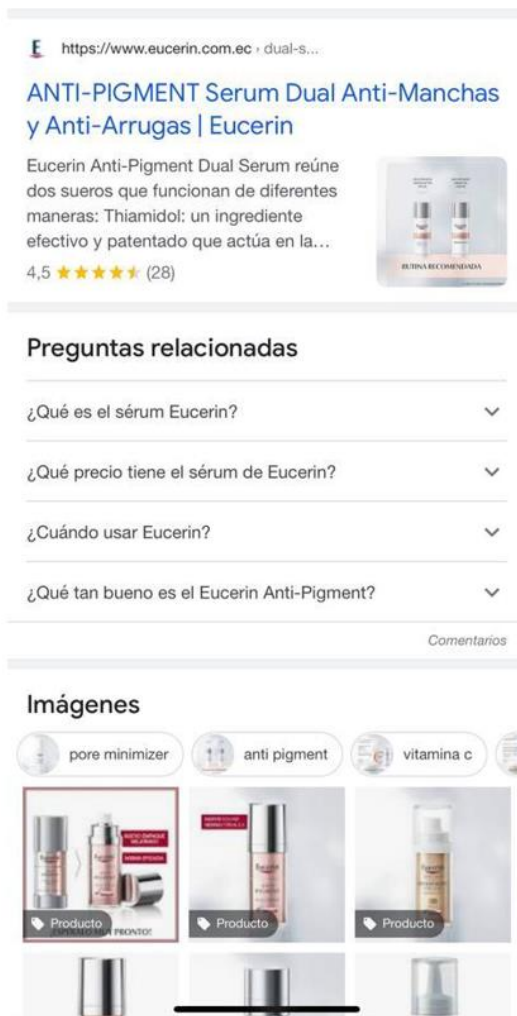 https://www.eucerin.com.ec › dual-s...
ANTI-PIGMENT Serum Dual Anti-Manchas
y Anti-Arrugas | Eucerin
Eucerin Anti-Pigment Dual Serum reúne
dos sueros que funcionan de diferentes
maneras: Thiamidol: un ingrediente
efectivo y patentado que actúa en la...
4,5 ★★★★★ (28)
RUTINA RECOMENDADA
Preguntas relacionadas
¿Qué es el sérum Eucerin?
¿Qué precio tiene el sérum de Eucerin?
¿Cuándo usar Eucerin?
¿Qué tan bueno es el Eucerin Anti-Pigment?
Comentarios
Imágenes
pore minimizer
anti pigment
vitamina c
Producto
Producto
Producto
¡ESPÉRALO MUY PRONTO!